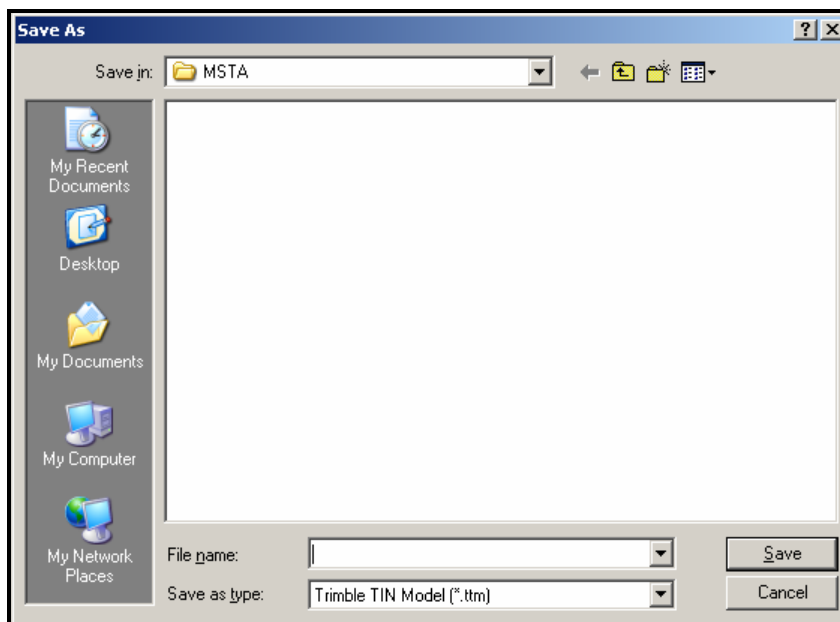 Save As
Save in:
MSTA
My Recent
Documents
Desktop
My Documents
My Computer
My Network
Places
File name:
Save
Save as type:
Trimble TIN Model (*.ttm)
Cancel